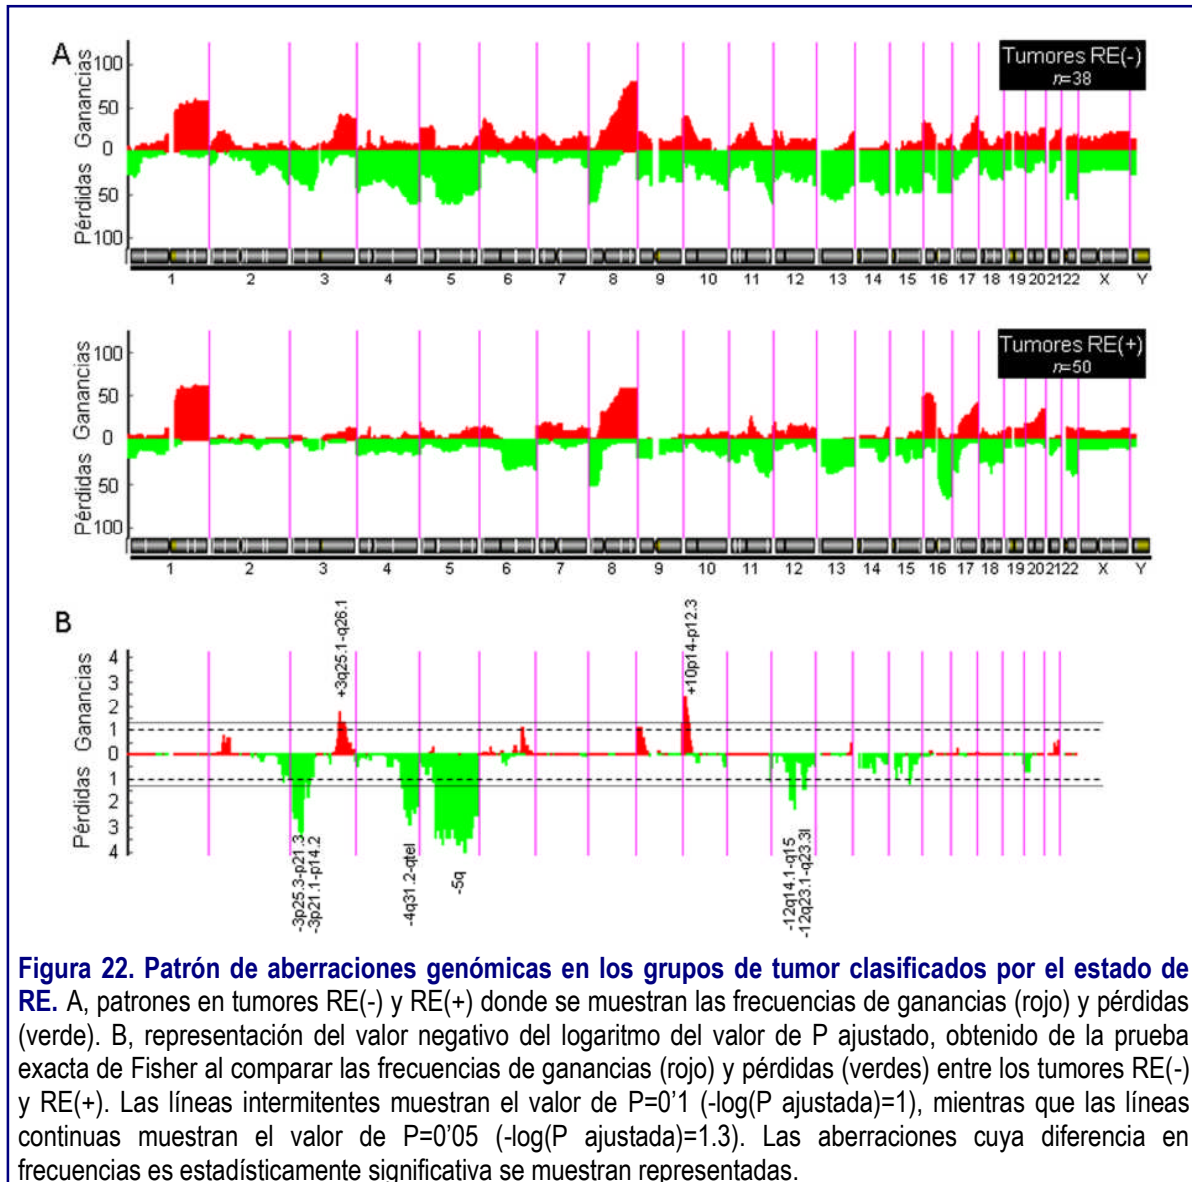 A
Ganancias
Pérdidas
100
50
0
50
100
Tumores RE(-)
n=38
1 2 3 4 5 6 7 8 9 10 11 12 13 14 15 16 17 18 19 20 21 22 X Y
Ganancias
Pérdidas
100
50
0
50
100
Tumores RE(+)
n=50
1 2 3 4 5 6 7 8 9 10 11 12 13 14 15 16 17 18 19 20 21 22 X Y
B
Ganancias
Pérdidas
4
3
2
1
0
1
2
3
4
+3q25.1-q26.1
+10p14-p12.3
-3p25.3-p21.3
-3p21.1-p14.2
-4q31.2-qtel
-5q
-12q14.1-q15
-12q23.1-q23.3l
Figura 22. Patrón de aberraciones genómicas en los grupos de tumor clasificados por el estado de
RE. A, patrones en tumores RE(-) y RE(+) donde se muestran las frecuencias de ganancias (rojo) y pérdidas
(verde). B, representación del valor negativo del logaritmo del valor de P ajustado, obtenido de la prueba
exacta de Fisher al comparar las frecuencias de ganancias (rojo) y pérdidas (verdes) entre los tumores RE(-)
y RE(+). Las líneas intermitentes muestran el valor de P=0’1 (-log(P ajustada)=1), mientras que las líneas
continuas muestran el valor de P=0’05 (-log(P ajustada)=1.3). Las aberraciones cuya diferencia en
frecuencias es estadísticamente significativa se muestran representadas.